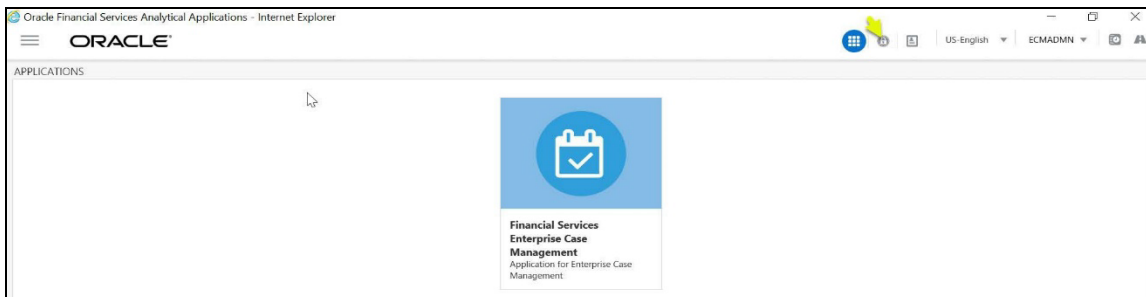 Oracle Financial Services Analytical Applications - Internet Explorer
ORACLE
US-English
ECMADMN
APPLICATIONS
Financial Services
Enterprise Case
Management
Application for Enterprise Case
Management